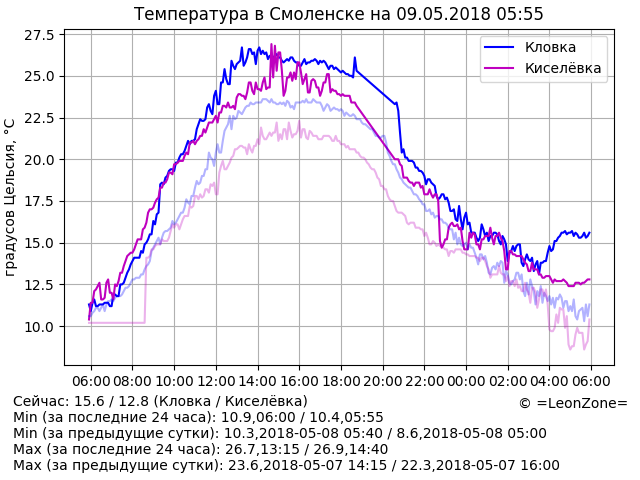 Температура в Смоленске на 09.05.2018 05:55
27.5
25.0
22.5
20.0
17.5
15.0
12.5
10.0
градусов Цельсия, °C
Кловка
Киселёвка
06:00 08:00 10:00 12:00 14:00 16:00 18:00 20:00 22:00 00:00 02:00 04:00 06:00
Сейчас: 15.6 / 12.8 (Кловка / Киселёвка)
© =LeonZone=
Min (за последние 24 часа): 10.9,06:00 / 10.4,05:55
Min (за предыдущие сутки): 10.3,2018-05-08 05:40 / 8.6,2018-05-08 05:00
Max (за последние 24 часа): 26.7,13:15 / 26.9,14:40
Max (за предыдущие сутки): 23.6,2018-05-07 14:15 / 22.3,2018-05-07 16:00